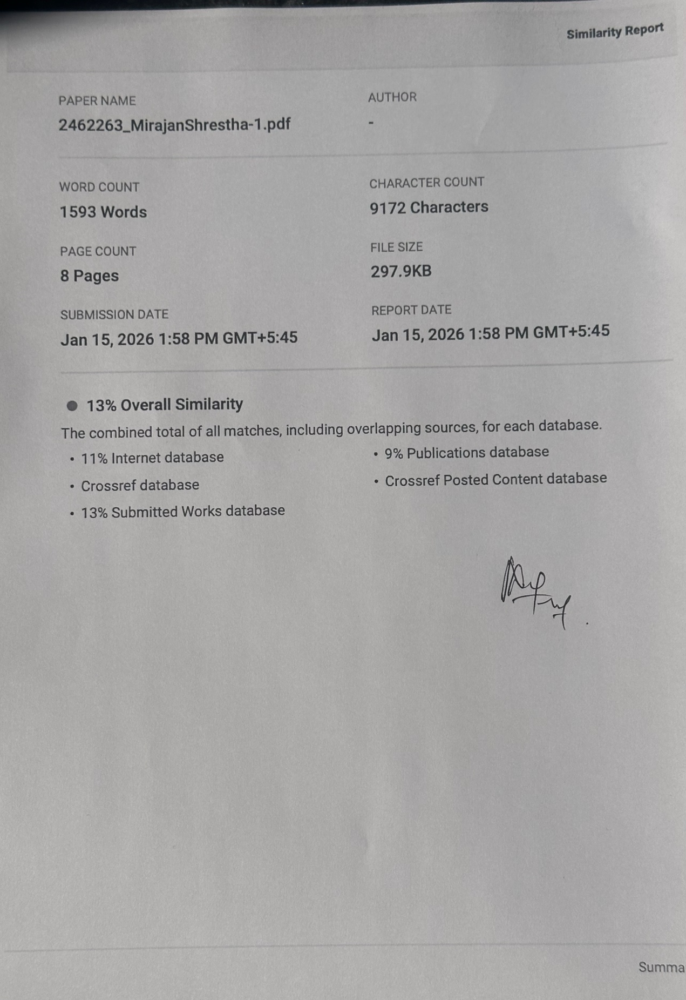 Similarity Report
PAPER NAME
2462263_MirajanShrestha-1.pdf
AUTHOR
-
WORD COUNT
1593 Words
CHARACTER COUNT
9172 Characters
PAGE COUNT
8 Pages
FILE SIZE
297.9KB
SUBMISSION DATE
Jan 15, 2026 1:58 PM GMT+5:45
REPORT DATE
Jan 15, 2026 1:58 PM GMT+5:45
● 13% Overall Similarity
The combined total of all matches, including overlapping sources, for each database.
• 11% Internet database
• 9% Publications database
• Crossref database
• Crossref Posted Content database
• 13% Submitted Works database
Summa